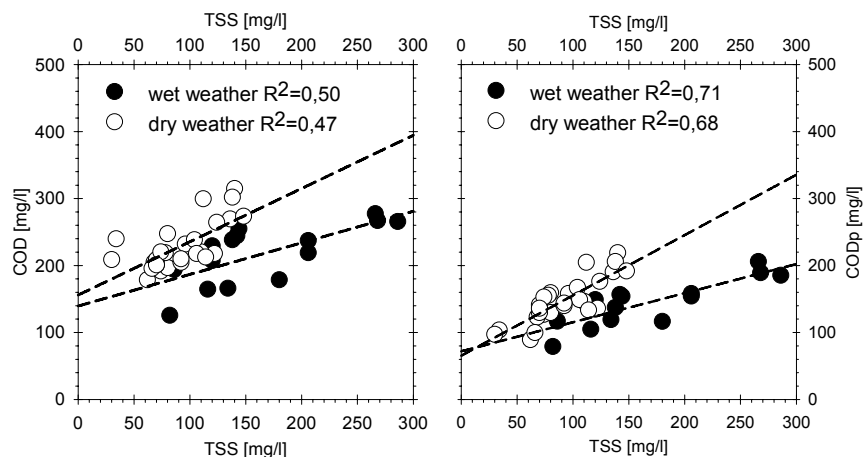 TSS [mg/l]
0 50 100 150 200 250 300
500
400
300
200
100
0
COD [mg/l]
wet weather R²=0,50
dry weather R²=0,47
0 50 100 150 200 250 300
TSS [mg/l]
TSS [mg/l]
0 50 100 150 200 250 300
wet weather R²=0,71
dry weather R²=0,68
500
400
300
200
100
0
CODp [mg/l]
0 50 100 150 200 250 300
TSS [mg/l]